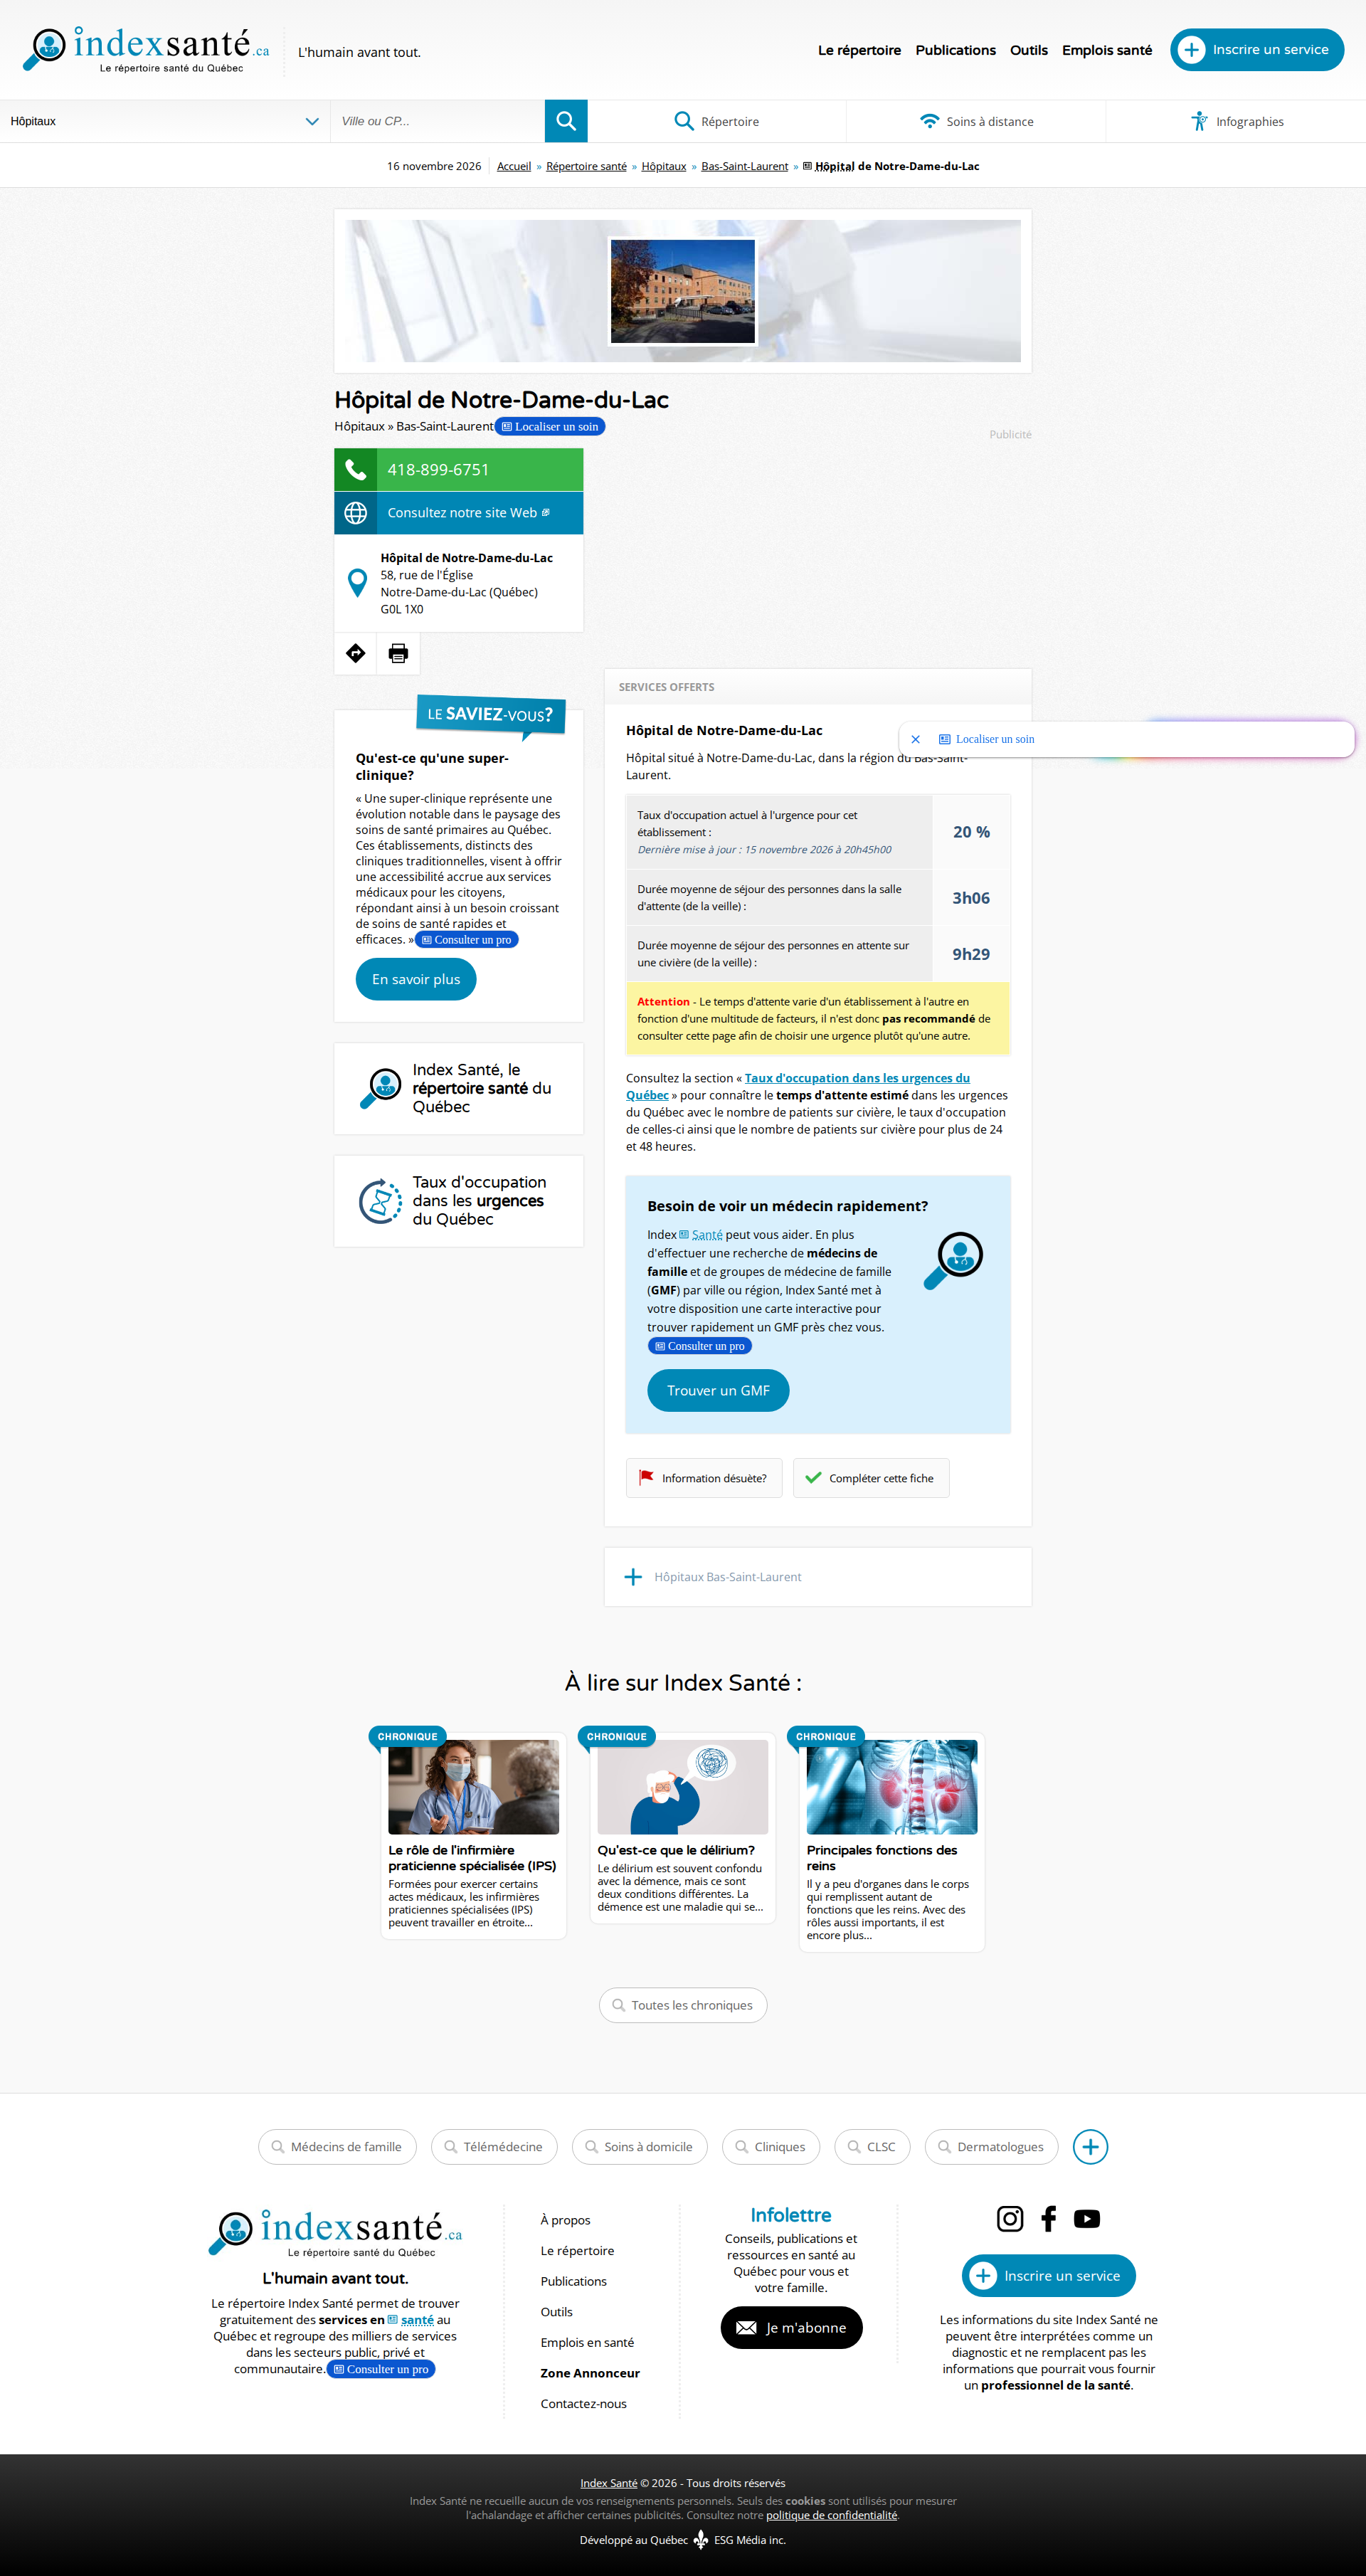 indexsanté.ca
Le répertoire santé du Québec
L'humain avant tout.
Le répertoire
Publications
Outils
Emplois santé
Inscrire un service
Hôpitaux
Ville ou CP...
Répertoire
Soins à distance
Infographies
16 novembre 2026
Accueil » Répertoire santé » Hôpitaux » Bas-Saint-Laurent » Hôpital de Notre-Dame-du-Lac
Hôpital de Notre-Dame-du-Lac
Hôpitaux » Bas-Saint-Laurent Localiser un soin
Publicité
418-899-6751
Consultez notre site Web
Hôpital de Notre-Dame-du-Lac
58, rue de l'Église
Notre-Dame-du-Lac (Québec)
G0L 1X0
LE SAVIEZ-VOUS?
Qu'est-ce qu'une super-
clinique?
« Une super-clinique représente une
évolution notable dans le paysage des
soins de santé primaires au Québec.
Ces établissements, distincts des
cliniques traditionnelles, visent à offrir
une accessibilité accrue aux services
médicaux pour les citoyens,
répondant ainsi à un besoin croissant
de soins de santé rapides et
efficaces. » Consulter un pro
En savoir plus
Index Santé, le
répertoire santé du
Québec
Taux d'occupation
dans les urgences
du Québec
SERVICES OFFERTS
Hôpital de Notre-Dame-du-Lac
Localiser un soin
Hôpital situé à Notre-Dame-du-Lac, dans la région du Bas-Saint-
Laurent.
Taux d'occupation actuel à l'urgence pour cet
établissement :
Dernière mise à jour : 15 novembre 2026 à 20h45h00
20 %
Durée moyenne de séjour des personnes dans la salle
d'attente (de la veille) :
3h06
Durée moyenne de séjour des personnes en attente sur
une civière (de la veille) :
9h29
Attention - Le temps d'attente varie d'un établissement à l'autre en
fonction d'une multitude de facteurs, il n'est donc pas recommandé de
consulter cette page afin de choisir une urgence plutôt qu'une autre.
Consultez la section « Taux d'occupation dans les urgences du
Québec » pour connaître le temps d'attente estimé dans les urgences
du Québec avec le nombre de patients sur civière, le taux d'occupation
de celles-ci ainsi que le nombre de patients sur civière pour plus de 24
et 48 heures.
Besoin de voir un médecin rapidement?
Index Santé peut vous aider. En plus
d'effectuer une recherche de médecins de
famille et de groupes de médecine de famille
(GMF) par ville ou région, Index Santé met à
votre disposition une carte interactive pour
trouver rapidement un GMF près chez vous.
Consulter un pro
Trouver un GMF
Information désuète?
Compléter cette fiche
Hôpitaux Bas-Saint-Laurent
À lire sur Index Santé :
CHRONIQUE
Le rôle de l'infirmière
praticienne spécialisée (IPS)
Formées pour exercer certains
actes médicaux, les infirmières
praticiennes spécialisées (IPS)
peuvent travailler en étroite...
CHRONIQUE
Qu'est-ce que le délirium?
Le délirium est souvent confondu
avec la démence, mais ce sont
deux conditions différentes. La
démence est une maladie qui se...
CHRONIQUE
Principales fonctions des
reins
Il y a peu d'organes dans le corps
qui remplissent autant de
fonctions que les reins. Avec des
rôles aussi importants, il est
encore plus...
Toutes les chroniques
Médecins de famille
Télémédecine
Soins à domicile
Cliniques
CLSC
Dermatologues
indexsanté.ca
Le répertoire santé du Québec
L'humain avant tout.
Le répertoire Index Santé permet de trouver
gratuitement des services en santé au
Québec et regroupe des milliers de services
dans les secteurs public, privé et
communautaire. Consulter un pro
À propos
Le répertoire
Publications
Outils
Emplois en santé
Zone Annonceur
Contactez-nous
Infolettre
Conseils, publications et
ressources en santé au
Québec pour vous et
votre famille.
Je m'abonne
Inscrire un service
Les informations du site Index Santé ne
peuvent être interprétées comme un
diagnostic et ne remplacent pas les
informations que pourrait vous fournir
un professionnel de la santé.
Index Santé © 2026 - Tous droits réservés
Index Santé ne recueille aucun de vos renseignements personnels. Seuls des cookies sont utilisés pour mesurer
l'achalandage et afficher certaines publicités. Consultez notre politique de confidentialité.
Développé au Québec ESG Média inc.